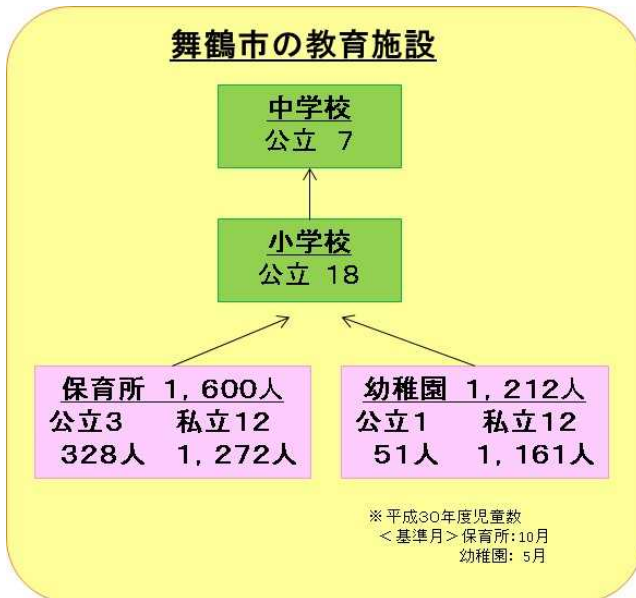 舞鶴市の教育施設
中学校
公立 7
小学校
公立 18
保育所 1,600人
公立3 私立12
328人 1,272人
幼稚園 1,212人
公立1 私立12
51人 1,161人
※平成30年度児童数
＜基準月＞保育所:10月
幼稚園: 5月